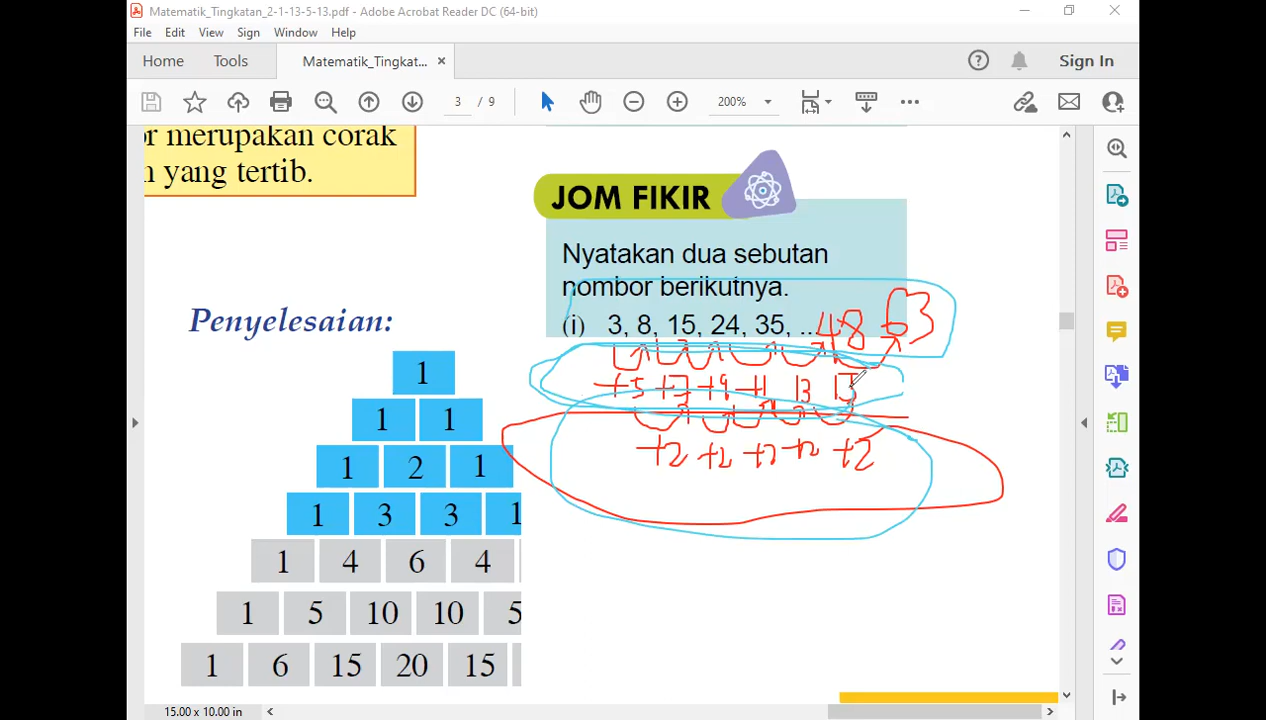 Matematik_Tingkatan_2-1-13-5-13.pdf - Adobe Acrobat Reader DC (64-bit)
File Edit View Sign Window Help
Home Tools Matematik_Tingkat... Sign In
3 / 9 200%
or merupakan corak
n yang tertib.
JOM FIKIR
Nyatakan dua sebutan
nombor berikutnya.
(i) 3, 8, 15, 24, 35, ... 48 63
+5 +7 +9 +11 13 15
+2 +2 +2 +2 +2
Penyelesaian:
1
1 1
1 2 1
1 3 3 1
1 4 6 4
1 5 10 10 5
1 6 15 20 15
15.00 x 10.00 in